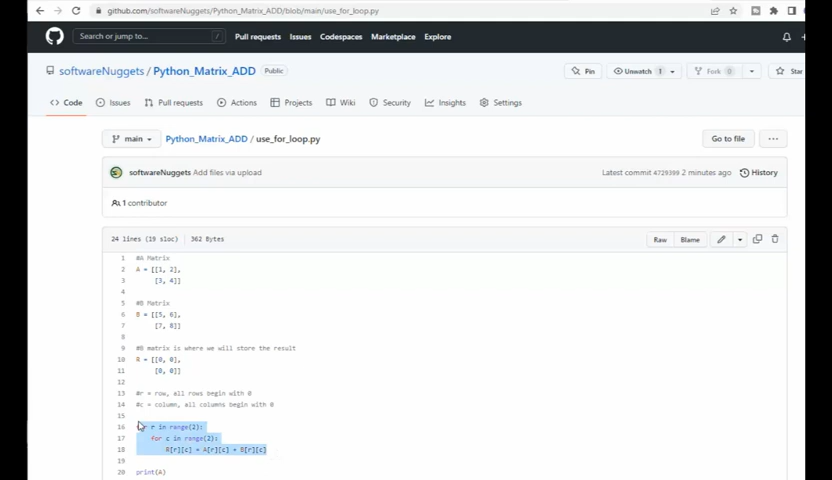 github.com/softwareNuggets/Python_Matrix_ADD/blob/main/use_for_loop.py
Search or jump to... / Pull requests Issues Codespaces Marketplace Explore
softwareNuggets / Python_Matrix_ADD Public Pin Unwatch 1 Fork 0 Star
Code Issues Pull requests Actions Projects Wiki Security Insights Settings
main Python_Matrix_ADD / use_for_loop.py Go to file ...
softwareNuggets Add files via upload Latest commit 4729399 2 minutes ago History
1 contributor
24 lines (19 sloc) 362 Bytes Raw Blame
1 #A Matrix
2 A = [[1, 2],
3 [3, 4]]
4
5 #B Matrix
6 B = [[5, 6],
7 [7, 8]]
8
9 #B matrix is where we will store the result
10 R = [[0, 0],
11 [0, 0]]
12
13 #r = row, all rows begin with 0
14 #c = column, all columns begin with 0
15
16 for r in range(2):
17 for c in range(2):
18 R[r][c] = A[r][c] + B[r][c]
19
20 print(A)